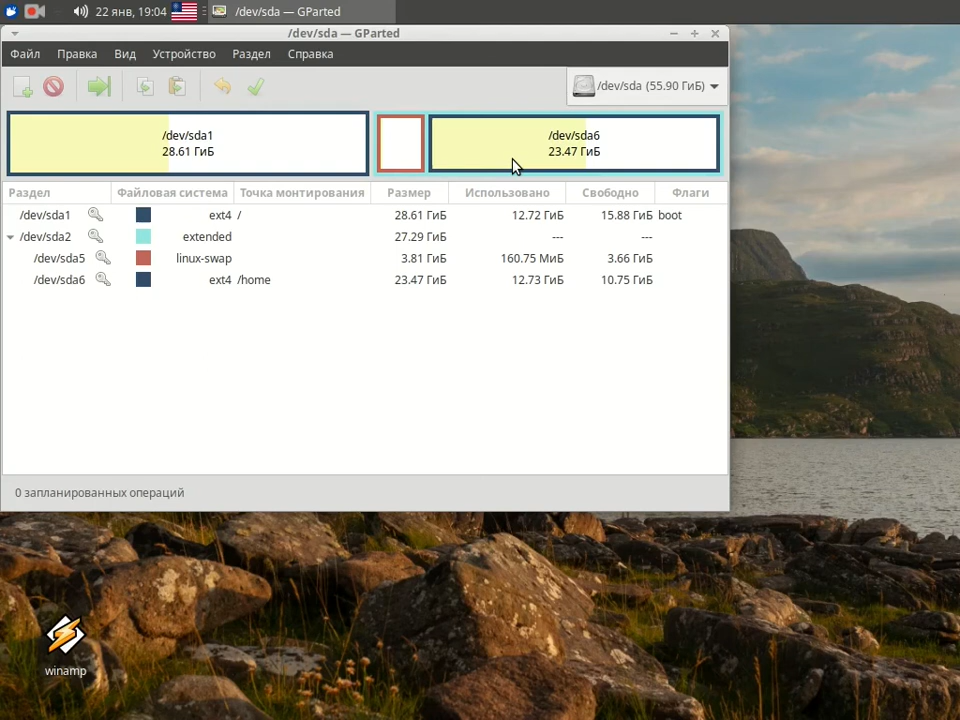 22 янв, 19:04 /dev/sda — GParted
/dev/sda — GParted
Файл Правка Вид Устройство Раздел Справка
/dev/sda (55.90 ГиБ)
/dev/sda1
28.61 ГиБ
/dev/sda6
23.47 ГиБ
Раздел Файловая система Точка монтирования Размер Использовано Свободно Флаги
/dev/sda1 ext4 / 28.61 ГиБ 12.72 ГиБ 15.88 ГиБ boot
/dev/sda2 extended 27.29 ГиБ --- ---
/dev/sda5 linux-swap 3.81 ГиБ 160.75 МиБ 3.66 ГиБ
/dev/sda6 ext4 /home 23.47 ГиБ 12.73 ГиБ 10.75 ГиБ
0 запланированных операций
winamp